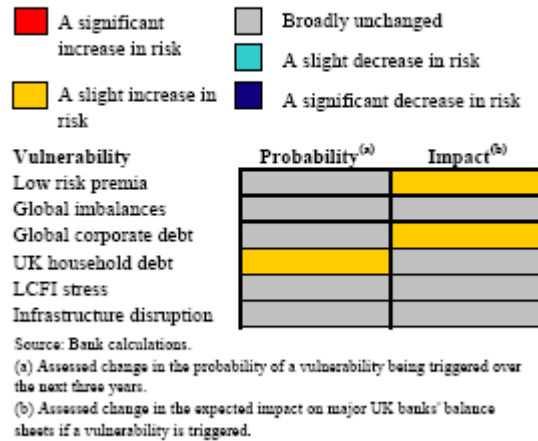 A significant
increase in risk
Broadly unchanged
A slight decrease in risk
A slight increase in
risk
A significant decrease in risk
Vulnerability Probability(a) Impact(b)
Low risk premia
Global imbalances
Global corporate debt
UK household debt
LCFI stress
Infrastructure disruption
Source: Bank calculations.
(a) Assessed change in the probability of a vulnerability being triggered over
the next three years.
(b) Assessed change in the expected impact on major UK banks' balance
sheets if a vulnerability is triggered.